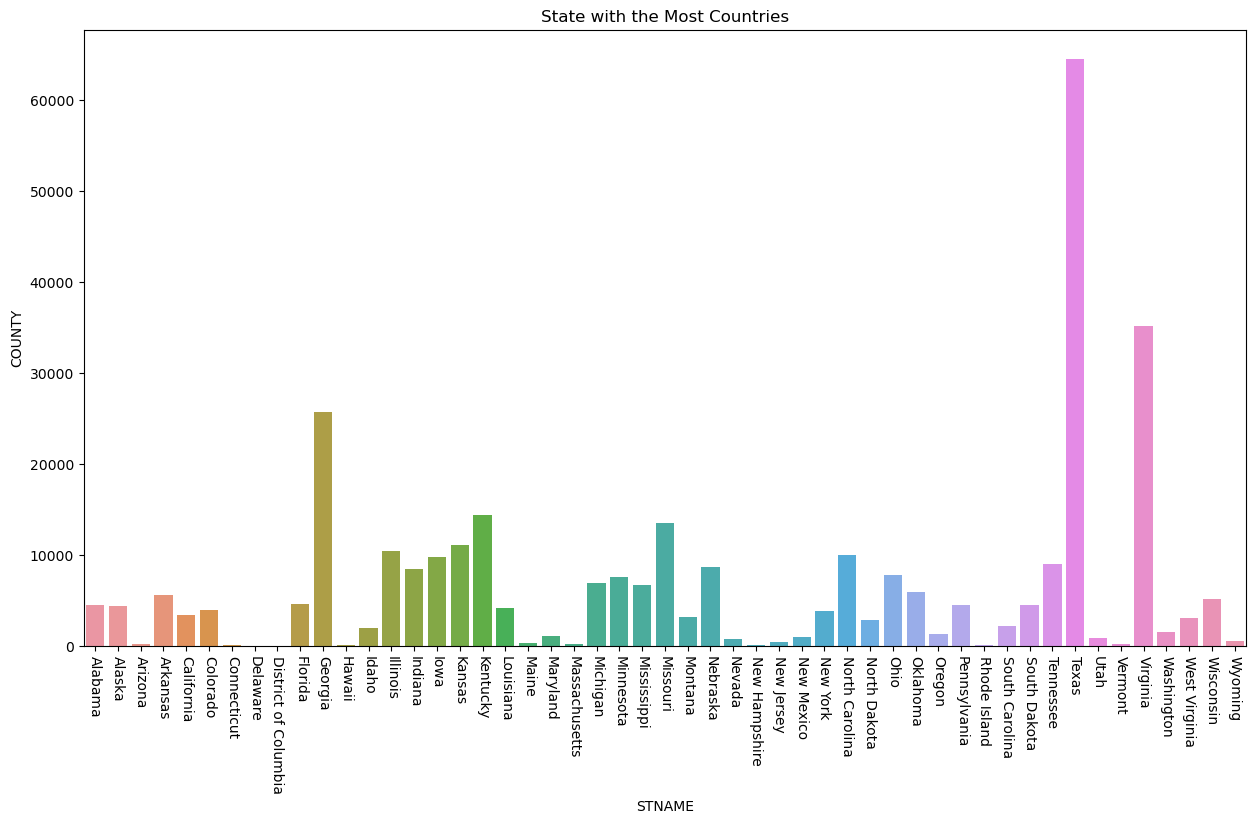 State with the Most Countries
COUNTY
60000
50000
40000
30000
20000
10000
0
Alabama
Alaska
Arizona
Arkansas
California
Colorado
Connecticut
Delaware
District of Columbia
Florida
Georgia
Hawaii
Idaho
Illinois
Indiana
Iowa
Kansas
Kentucky
Louisiana
Maine
Maryland
Massachusetts
Michigan
Minnesota
Mississippi
Missouri
Montana
Nebraska
Nevada
New Hampshire
New Jersey
New Mexico
New York
North Carolina
North Dakota
Ohio
Oklahoma
Oregon
Pennsylvania
Rhode Island
South Carolina
South Dakota
Tennessee
Texas
Utah
Vermont
Virginia
Washington
West Virginia
Wisconsin
Wyoming
STNAME